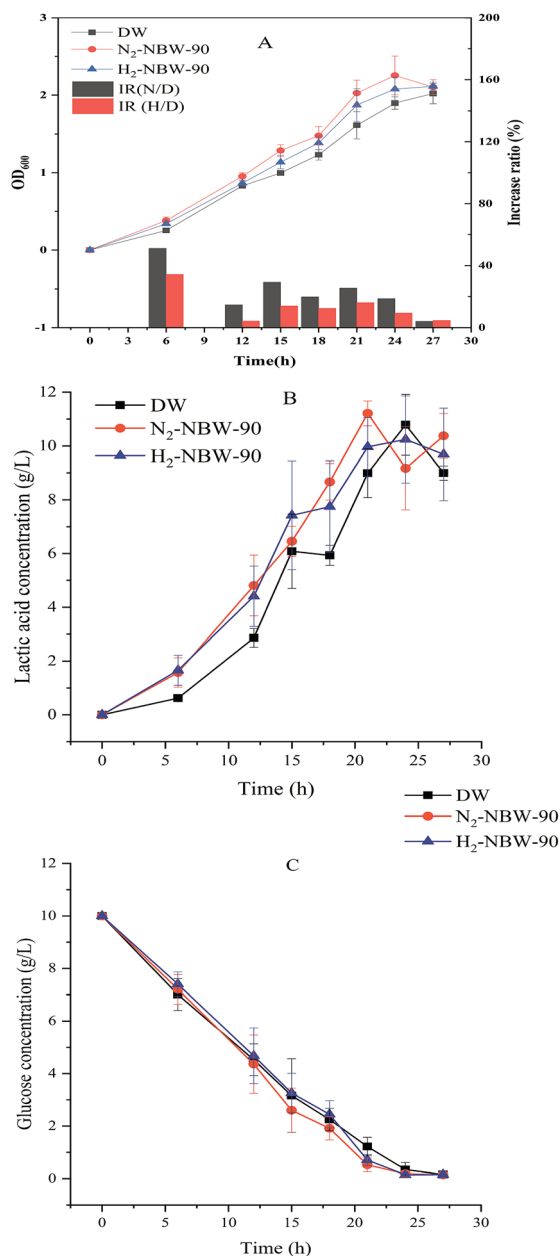 A
DW
N₂-NBW-90
H₂-NBW-90
IR(N/D)
IR (H/D)
3
2
1
0
-1
OD₆₀₀
200
160
120
80
40
0
Increase ratio (%)
0 3 6 9 12 15 18 21 24 27
Time(h)
B
DW
N₂-NBW-90
H₂-NBW-90
12
10
8
6
4
2
0
Lactic acid concentration (g/L)
0 5 10 15 20 25 30
Time (h)
DW
N₂-NBW-90
H₂-NBW-90
C
12
10
8
6
4
2
0
Glucose concentration (g/L)
0 5 10 15 20 25 30
Time (h)